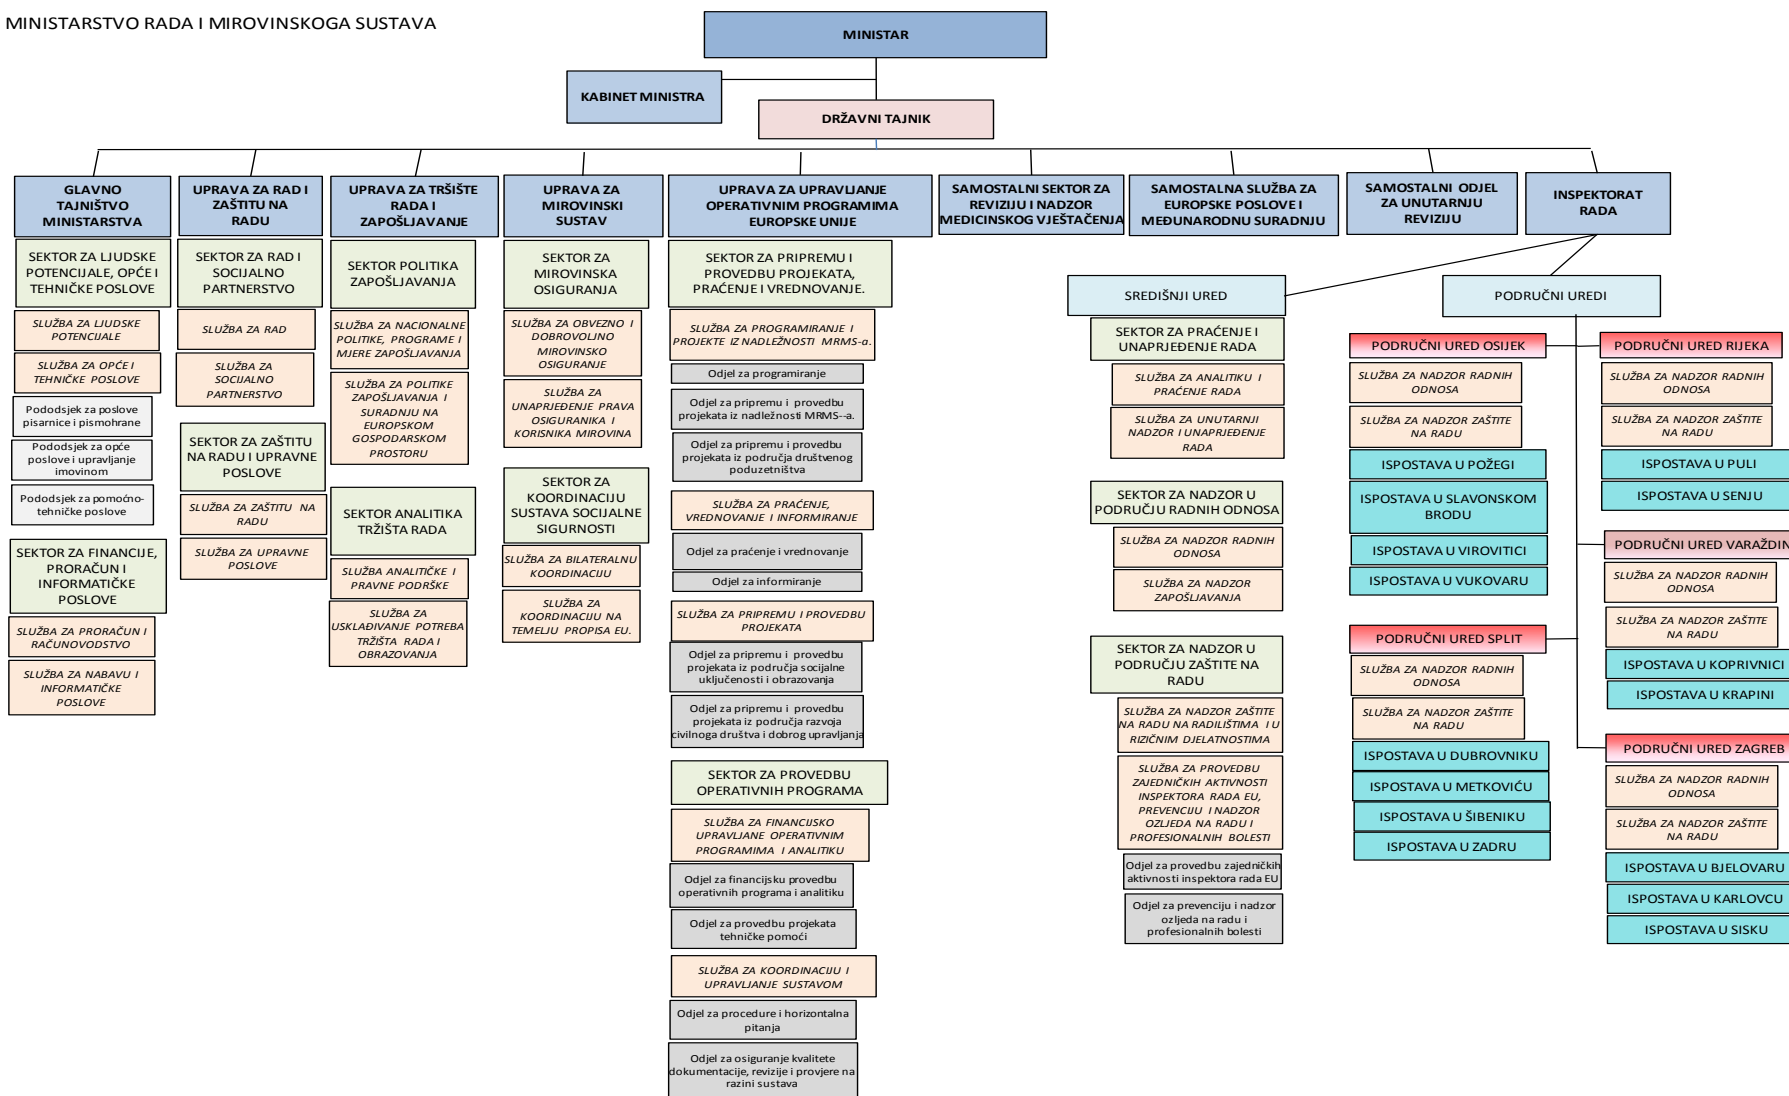 MINISTARSTVO RADA I MIROVINSKOGA SUSTAVA
MINISTAR
KABINET MINISTRA
DRŽAVNI TAJNIK
GLAVNO
TAJNIŠTVO
MINISTARSTVA
SEKTOR ZA LJUDSKE
POTENCIJALE, OPĆE I
TEHNIČKE POSLOVE
SLUŽBA ZA LJUDSKE
POTENCIJALE
SLUŽBA ZA OPĆE I
TEHNIČKE POSLOVE
Pododsjek za poslove
pisarnice i pismohrane
Pododsjek za opće
poslove i upravljanje
imovinom
Pododsjek za pomoćno-
tehničke poslove
SEKTOR ZA FINANCIJE,
PRORAČUN I
INFORMATIČKE
POSLOVE
SLUŽBA ZA PRORAČUN I
RAČUNOVODSTVO
SLUŽBA ZA NABAVU I
INFORMATIČKE
POSLOVE
UPRAVA ZA RAD I
ZAŠTITU NA
RADU
SEKTOR ZA RAD I
SOCIJALNO
PARTNERSTVO
SLUŽBA ZA RAD
SLUŽBA ZA
SOCIJALNO
PARTNERSTVO
SEKTOR ZA ZAŠTITU
NA RADU I UPRAVNE
POSLOVE
SLUŽBA ZA ZAŠTITU NA
RADU
SLUŽBA ZA UPRAVNE
POSLOVE
UPRAVA ZA TRŽIŠTE
RADA I
ZAPOŠLJAVANJE
SEKTOR POLITIKA
ZAPOŠLJAVANJA
SLUŽBA ZA NACIONALNE
POLITIKE, PROGRAME I
MJERE ZAPOŠLJAVANJA
SLUŽBA ZA POLITIKE
ZAPOŠLJAVANJA I
SURADNJU NA
EUROPSKOM
GOSPODARSKOM
PROSTORU
SEKTOR ANALITIKA
TRŽIŠTA RADA
SLUŽBA ANALITIČKE I
PRAVNE PODRŠKE
SLUŽBA ZA
USKLAĐIVANJE POTREBA
TRŽIŠTA RADA I
OBRAZOVANJA
UPRAVA ZA
MIROVINSKI
SUSTAV
SEKTOR ZA
MIROVINSKA
OSIGURANJA
SLUŽBA ZA OBVEZNO I
DOBROVOLJNO
MIROVINSKO
OSIGURANJE
SLUŽBA ZA
UNAPRJEĐENJE PRAVA
OSIGURANIKA I
KORISNIKA MIROVINA
SEKTOR ZA
KOORDINACIJU
SUSTAVA SOCIJALNE
SIGURNOSTI
SLUŽBA ZA BILATERALNU
KOORDINACIJU
SLUŽBA ZA
KOORDINACIJU NA
TEMELJU PROPISA EU.
UPRAVA ZA UPRAVLJANJE
OPERATIVNIM PROGRAMIMA
EUROPSKE UNIJE
SEKTOR ZA PRIPREMU I
PROVEDBU PROJEKATA,
PRAĆENJE I VREDNOVANJE.
SLUŽBA ZA PROGRAMIRANJE I
PROJEKTE IZ NADLEŽNOSTI MRMS-a.
Odjel za programiranje
Odjel za pripremu i provedbu
projekata iz nadležnosti MRMS--a.
Odjel za pripremu i provedbu
projekata iz područja društvenog
poduzetništva
SLUŽBA ZA PRAĆENJE,
VREDNOVANJE I INFORMIRANJE
Odjel za praćenje i vrednovanje
Odjel za informiranje
SLUŽBA ZA PRIPREMU I PROVEDBU
PROJEKATA
Odjel za pripremu i provedbu
projekata iz područja socijalne
uključenosti i obrazovanja
Odjel za pripremu i provedbu
projekata iz područja razvoja
civilnoga društva i dobrog upravljanja
SEKTOR ZA PROVEDBU
OPERATIVNIH PROGRAMA
SLUŽBA ZA FINANCIJSKO
UPRAVLJANE OPERATIVNIM
PROGRAMIMA I ANALITIKU
Odjel za financijsku provedbu
operativnih programa i analitiku
Odjel za provedbu projekata
tehničke pomoći
SLUŽBA ZA KOORDINACIJU I
UPRAVLJANJE SUSTAVOM
Odjel za procedure i horizontalna
pitanja
Odjel za osiguranje kvalitete
dokumentacije, revizije i provjere na
razini sustava
SAMOSTALNI SEKTOR ZA
REVIZIJU I NADZOR
MEDICINSKOG VJEŠTAČENJA
SAMOSTALNA SLUŽBA ZA
EUROPSKE POSLOVE I
MEĐUNARODNU SURADNJU
SAMOSTALNI ODJEL
ZA UNUTARNJU
REVIZIJU
INSPEKTORAT
RADA
SREDIŠNJI URED
SEKTOR ZA PRAĆENJE I
UNAPRJEĐENJE RADA
SLUŽBA ZA ANALITIKU I
PRAĆENJE RADA
SLUŽBA ZA UNUTARNJI
NADZOR I UNAPRJEĐENJE
RADA
SEKTOR ZA NADZOR U
PODRUČJU RADNIH ODNOSA
SLUŽBA ZA NADZOR RADNIH
ODNOSA
SLUŽBA ZA NADZOR
ZAPOŠLJAVANJA
SEKTOR ZA NADZOR U
PODRUČJU ZAŠTITE NA
RADU
SLUŽBA ZA NADZOR ZAŠTITE
NA RADU NA RADILIŠTIMA I U
RIZIČNIM DJELATNOSTIMA
SLUŽBA ZA PROVEDBU
ZAJEDNIČKIH AKTIVNOSTI
INSPEKTORA RADA EU,
PREVENCIJU I NADZOR
OZLJEDA NA RADU I
PROFESIONALNIH BOLESTI
Odjel za provedbu zajedničkih
aktivnosti inspektora rada EU
Odjel za prevenciju i nadzor
ozljeda na radu i
profesionalnih bolesti
PODRUČNI UREDI
PODRUČNI URED OSIJEK
SLUŽBA ZA NADZOR RADNIH
ODNOSA
SLUŽBA ZA NADZOR ZAŠTITE
NA RADU
ISPOSTAVA U POŽEGI
ISPOSTAVA U SLAVONSKOM
BRODU
ISPOSTAVA U VIROVITICI
ISPOSTAVA U VUKOVARU
PODRUČNI URED SPLIT
SLUŽBA ZA NADZOR RADNIH
ODNOSA
SLUŽBA ZA NADZOR ZAŠTITE
NA RADU
ISPOSTAVA U DUBROVNIKU
ISPOSTAVA U METKOVIĆU
ISPOSTAVA U ŠIBENIKU
ISPOSTAVA U ZADRU
PODRUČNI URED RIJEKA
SLUŽBA ZA NADZOR RADNIH
ODNOSA
SLUŽBA ZA NADZOR ZAŠTITE
NA RADU
ISPOSTAVA U PULI
ISPOSTAVA U SENJU
PODRUČNI URED VARAŽDIN
SLUŽBA ZA NADZOR RADNIH
ODNOSA
SLUŽBA ZA NADZOR ZAŠTITE
NA RADU
ISPOSTAVA U KOPRIVNICI
ISPOSTAVA U KRAPINI
PODRUČNI URED ZAGREB
SLUŽBA ZA NADZOR RADNIH
ODNOSA
SLUŽBA ZA NADZOR ZAŠTITE
NA RADU
ISPOSTAVA U BJELOVARU
ISPOSTAVA U KARLOVCU
ISPOSTAVA U SISKU